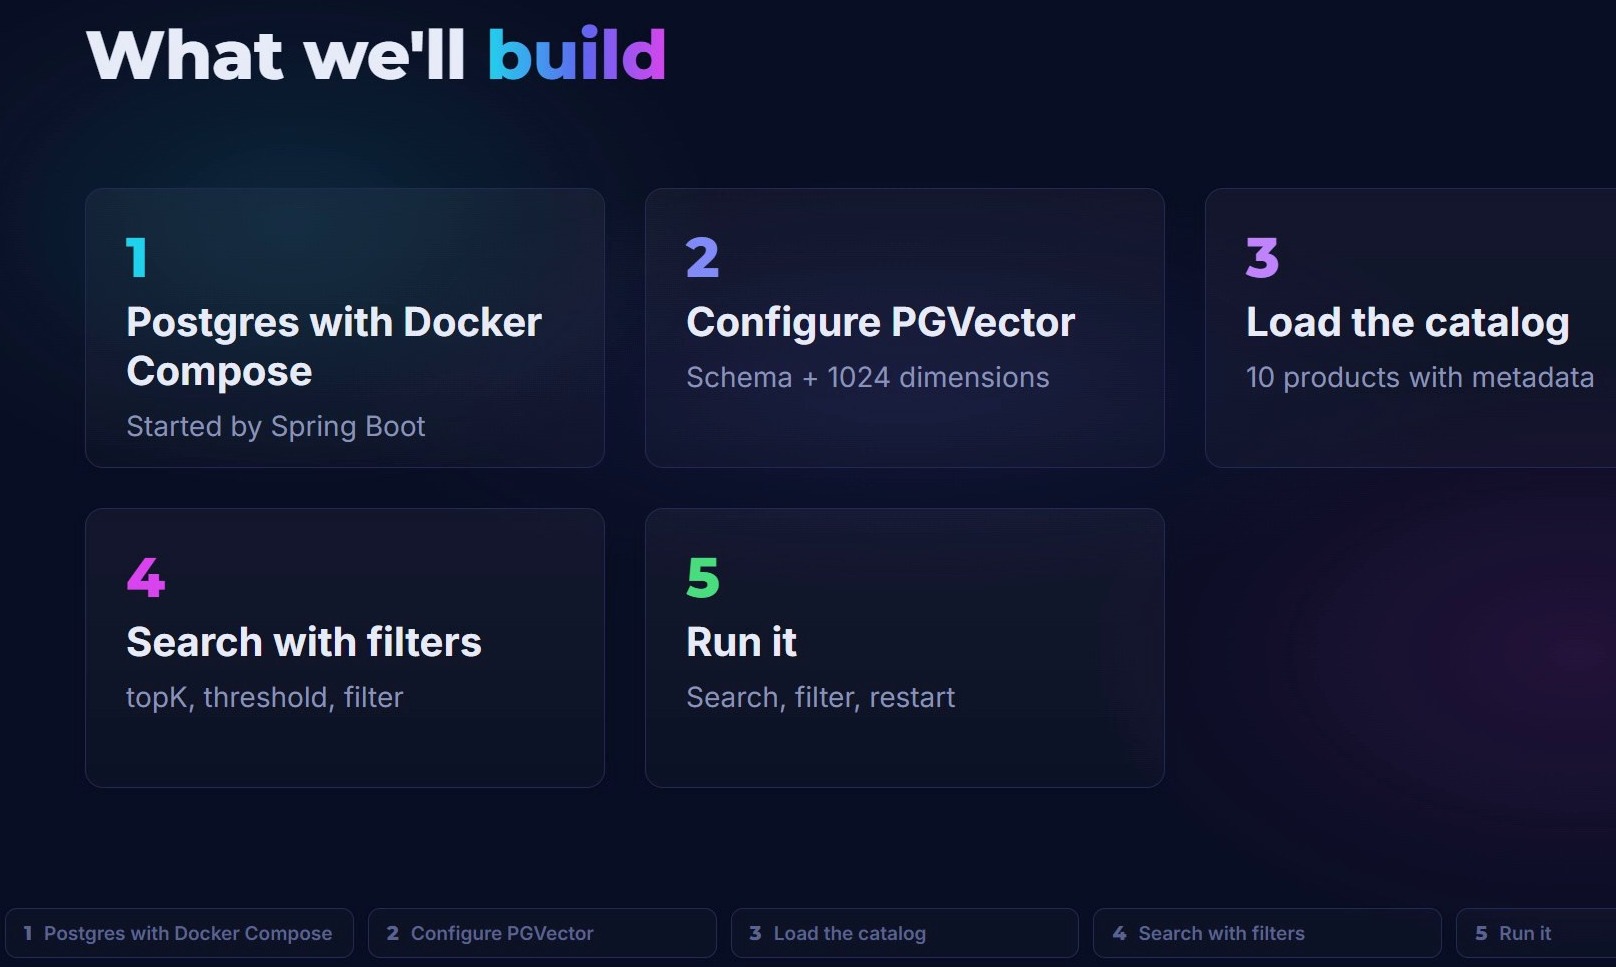 What we'll build
1
Postgres with Docker
Compose
Started by Spring Boot
2
Configure PGVector
Schema + 1024 dimensions
3
Load the catalog
10 products with metadata
4
Search with filters
topK, threshold, filter
5
Run it
Search, filter, restart
1 Postgres with Docker Compose
2 Configure PGVector
3 Load the catalog
4 Search with filters
5 Run it